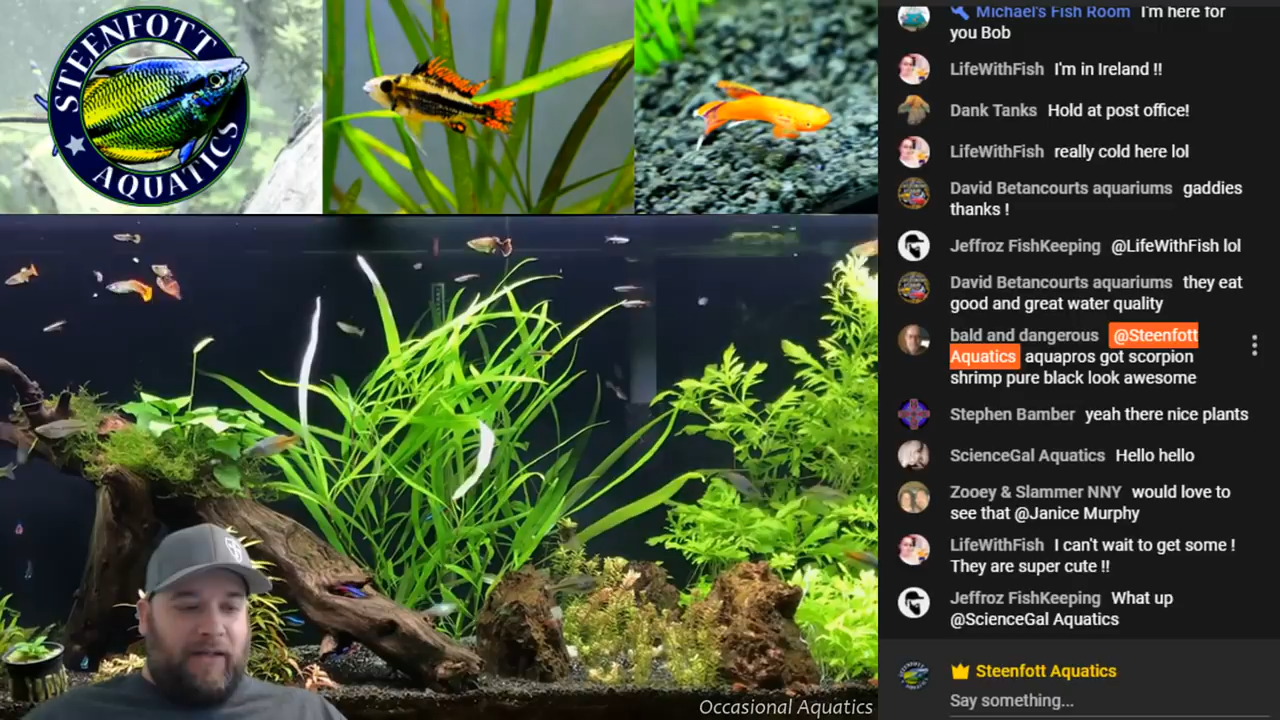 STEENFOTT
AQUATICS
Michael's Fish Room I'm here for
you Bob
LifeWithFish I'm in Ireland !!
Dank Tanks Hold at post office!
LifeWithFish really cold here lol
David Betancourts aquariums gaddies
thanks !
Jeffroz FishKeeping @LifeWithFish lol
David Betancourts aquariums they eat
good and great water quality
bald and dangerous @Steenfott
Aquatics aquapros got scorpion
shrimp pure black look awesome
Stephen Bamber yeah there nice plants
ScienceGal Aquatics Hello hello
Zooey & Slammer NNY would love to
see that @Janice Murphy
LifeWithFish I can't wait to get some !
They are super cute !!
Jeffroz FishKeeping What up
@ScienceGal Aquatics
Steenfott Aquatics
Say something...
Occasional Aquatics